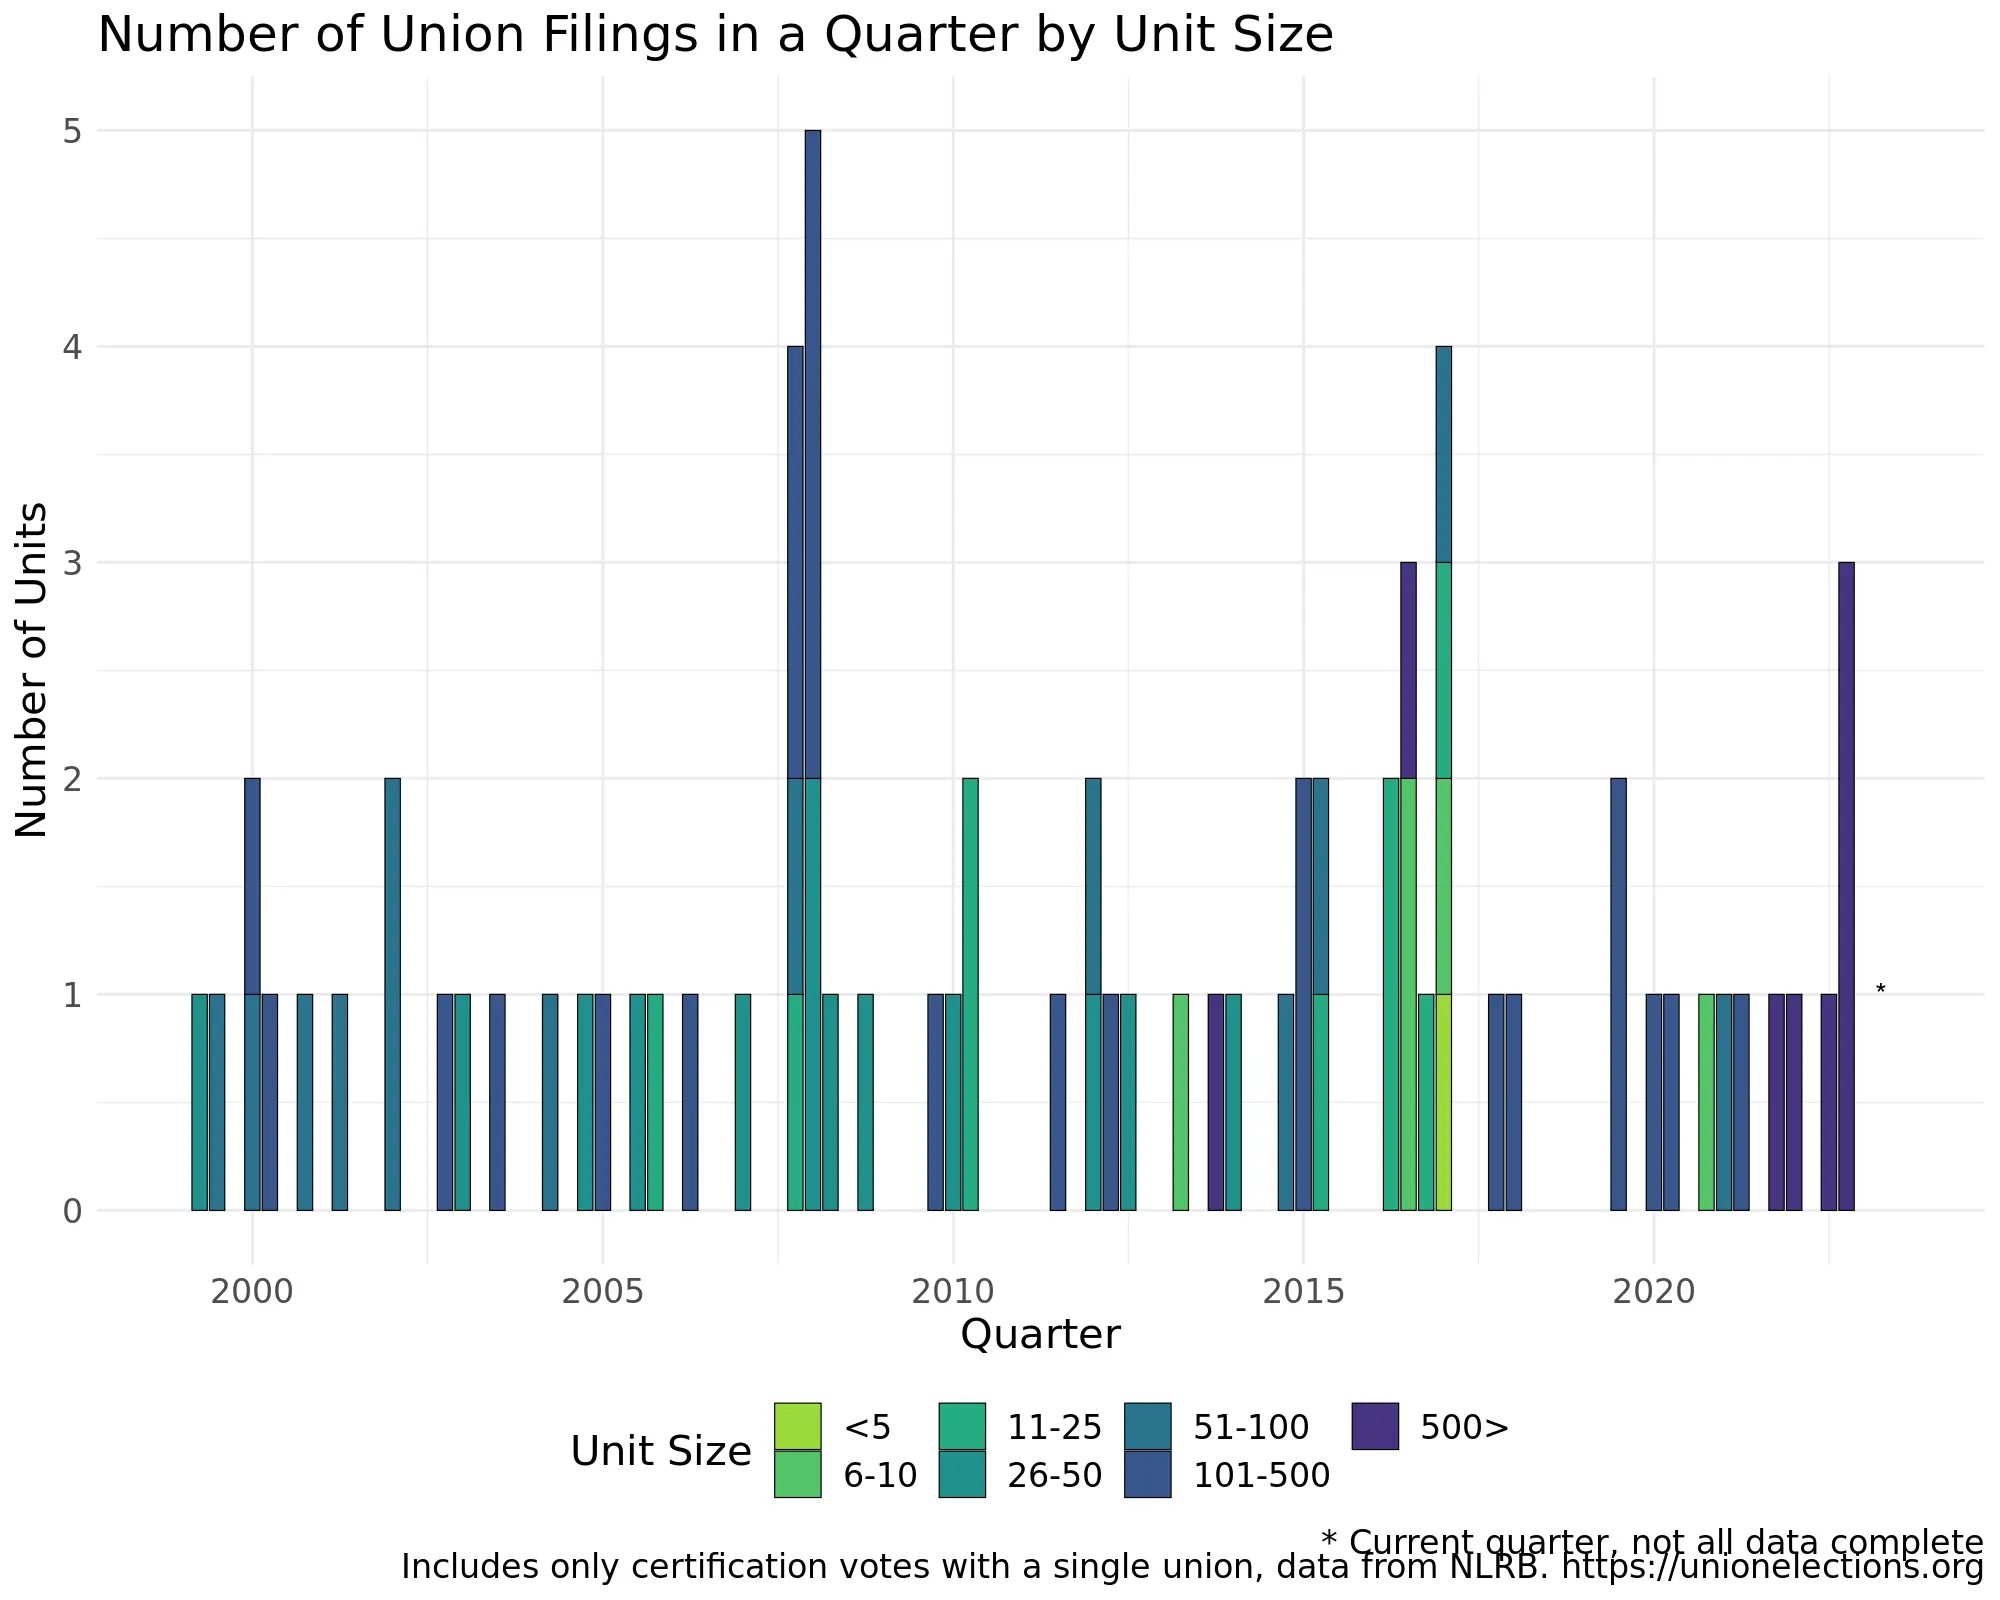 Number of Union Filings in a Quarter by Unit Size
Number of Units
5
4
3
2
1
0
*
2000 2005 2010 2015 2020
Quarter
Unit Size
<5 11-25 51-100 500>
6-10 26-50 101-500
* Current quarter, not all data complete
Includes only certification votes with a single union, data from NLRB. https://unionelections.org